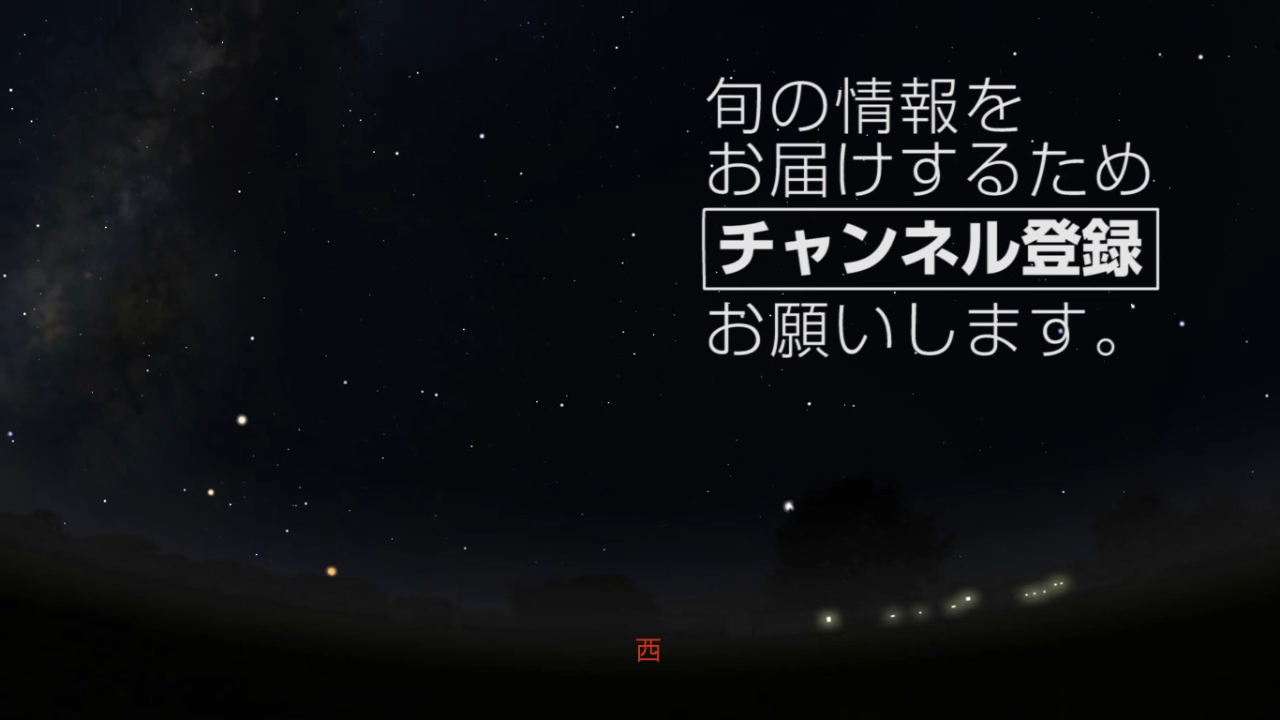 旬の情報を
お届けするため
チャンネル登録
お願いします。
西